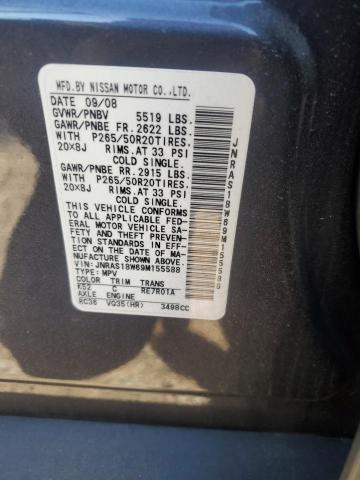 MFD.BY NISSAN MOTOR CO.,LTD.
DATE 09/08
GVWR/PNBV 5519 LBS.
GAWR/PNBE FR. 2622 LBS.
WITH P265/50R20TIRES,
20X8J RIMS.AT 33 PSI
COLD SINGLE.
GAWR/PNBE RR. 2915 LBS.
WITH P265/50R20TIRES,
20X8J RIMS.AT 33 PSI
COLD SINGLE.
THIS VEHICLE CONFORMS
TO ALL APPLICABLE FED-
ERAL MOTOR VEHICLE SA-
FETY AND THEFT PREVENTI-
ON STANDARDS IN EFF-
ECT ON THE DATE OF MA-
NUFACTURE SHOWN ABOVE.
VIN: JNRAS18W69M155588
TYPE: MPV
COLOR TRIM TRANS
K52 C RE7R01A
AXLE ENGINE
RC36 VQ35(HR) 3498CC
JNRAS18W69M155588